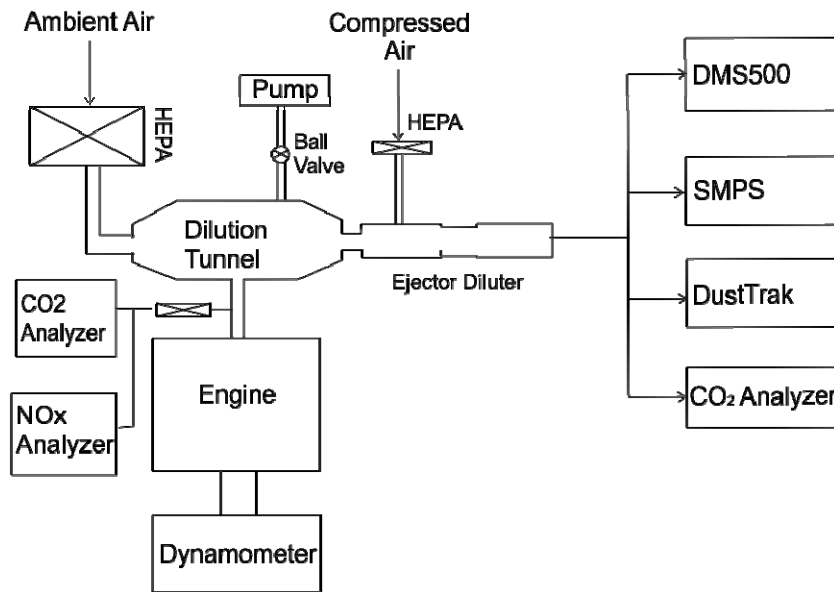 Ambient Air
HEPA
Pump
Ball
Valve
Compressed
Air
HEPA
Dilution
Tunnel
Ejector Diluter
CO2
Analyzer
NOx
Analyzer
Engine
Dynamometer
DMS500
SMPS
DustTrak
CO₂ Analyzer